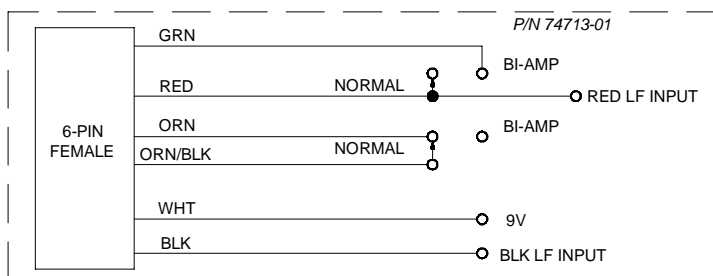 P/N 74713-01
GRN
BI-AMP
RED
NORMAL
RED LF INPUT
6-PIN
FEMALE
ORN
BI-AMP
ORN/BLK
NORMAL
WHT
9V
BLK
BLK LF INPUT